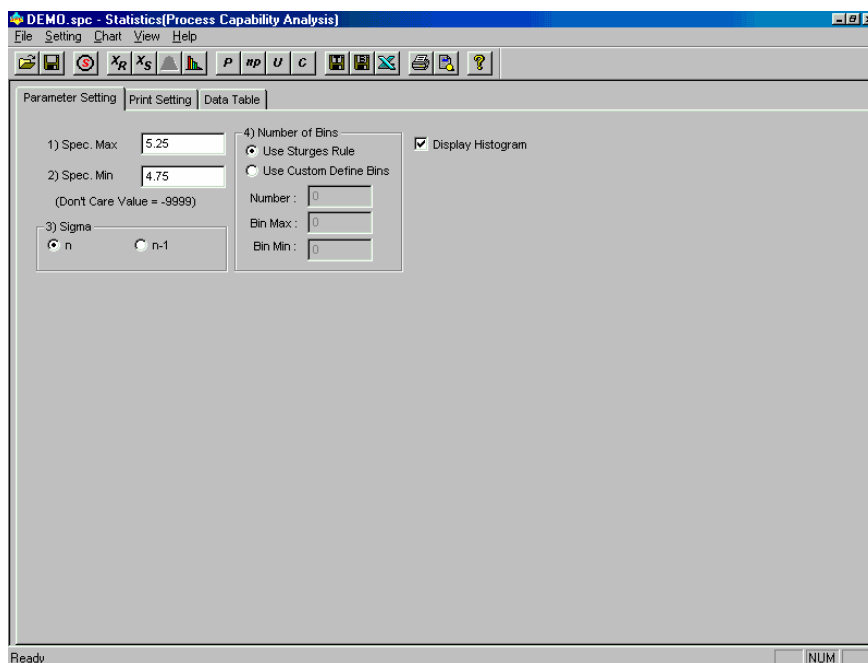 DEMO.spc - Statistics(Process Capability Analysis)
File Setting Chart View Help
S XR XS P np U C T B X ?
Parameter Setting Print Setting Data Table
1) Spec. Max 5.25
2) Spec. Min 4.75
(Don't Care Value = -9999)
3) Sigma
n n-1
4) Number of Bins
Use Sturges Rule
Use Custom Define Bins
Number : 0
Bin Max : 0
Bin Min : 0
Display Histogram
Ready NUM